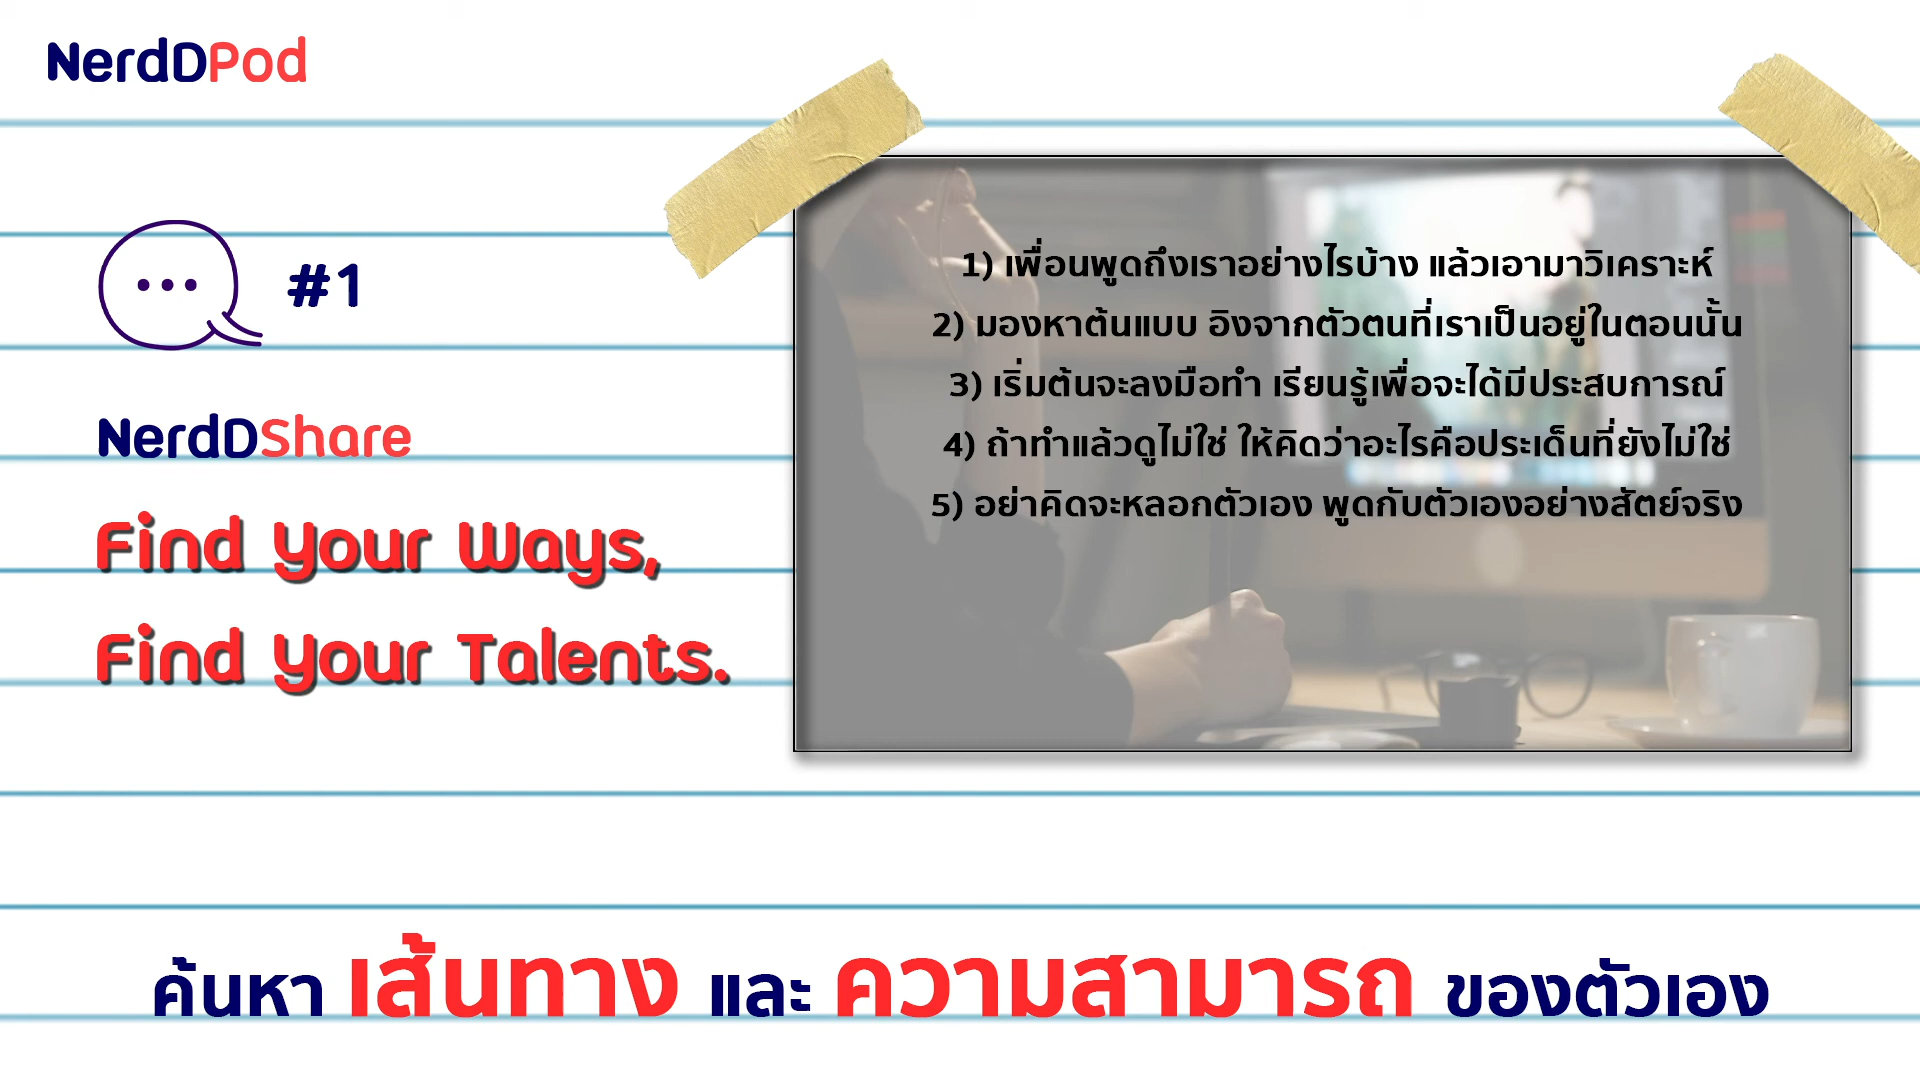 NerdDPod
#1
NerdDShare
Find Your Ways,
Find Your Talents.
1) เพื่อนพูดถึงเราอย่างไรบ้าง แล้วเอามาวิเคราะห์
2) มองหาต้นแบบ อิงจากตัวตนที่เราเป็นอยู่ในตอนนั้น
3) เริ่มต้นจะลงมือทำ เรียนรู้เพื่อจะได้มีประสบการณ์
4) ถ้าทำแล้วดูไม่ใช่ ให้คิดว่าอะไรคือประเด็นที่ยังไม่ใช่
5) อย่าคิดจะหลอกตัวเอง พูดกับตัวเองอย่างสัตย์จริง
ค้นหา เส้นทาง และ ความสามารถ ของตัวเอง